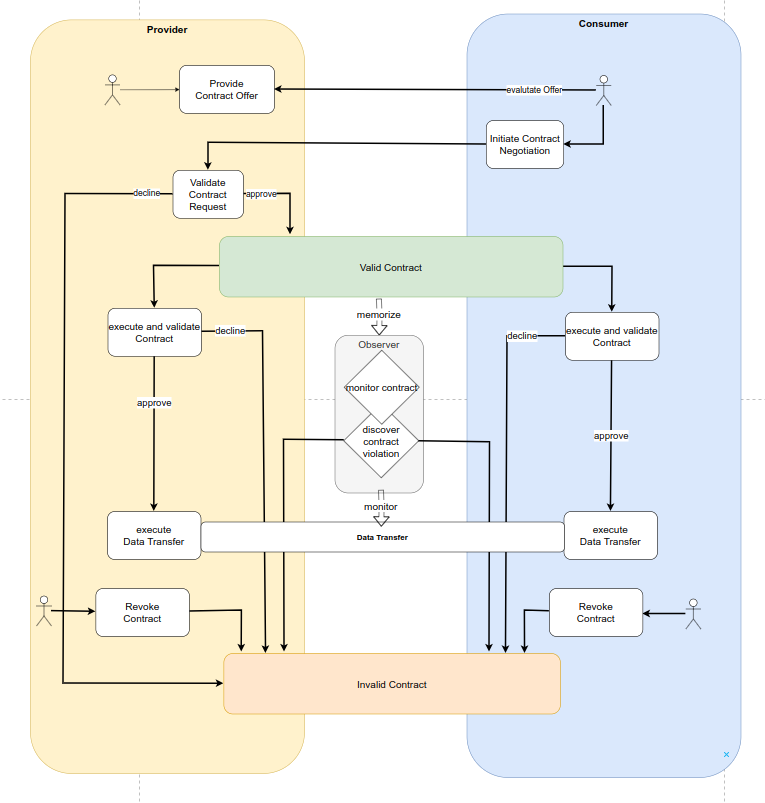 Provider
Consumer
Provide
Contract Offer
evalutate Offer
Initiate Contract
Negotiation
decline
Validate
Contract
Request
approve
Valid Contract
memorize
execute and validate
Contract
decline
Observer
decline
execute and validate
Contract
monitor contract
approve
discover
contract
violation
approve
monitor
execute
Data Transfer
Data Transfer
execute
Data Transfer
Revoke
Contract
Revoke
Contract
Invalid Contract